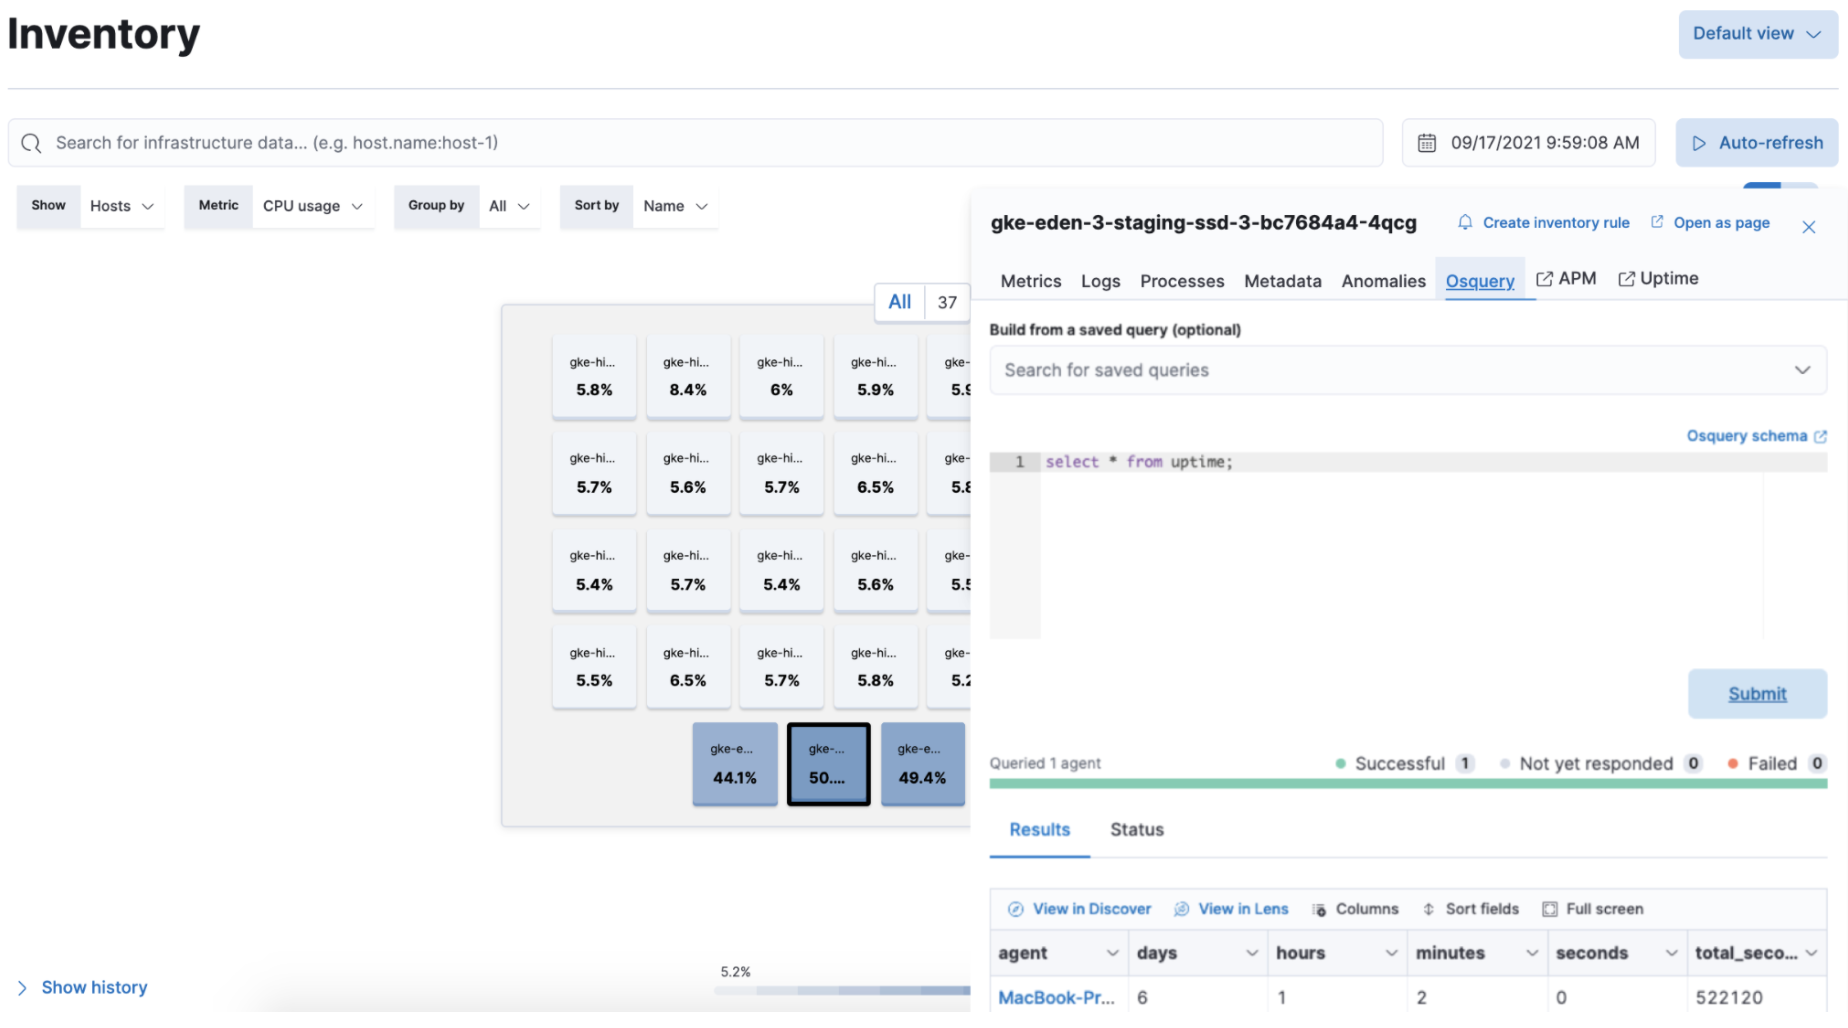 Inventory
Default view
Search for infrastructure data... (e.g. host.name:host-1)
09/17/2021 9:59:08 AM
Auto-refresh
Show Hosts
Metric CPU usage
Group by All
Sort by Name
All 37
gke-hi... gke-hi... gke-hi... gke-hi... gke-
5.8% 8.4% 6% 5.9% 5.9
gke-hi... gke-hi... gke-hi... gke-hi... gke-
5.7% 5.6% 5.7% 6.5% 5.8
gke-hi... gke-hi... gke-hi... gke-hi... gke-
5.4% 5.7% 5.4% 5.6% 5.5
gke-hi... gke-hi... gke-hi... gke-hi... gke-
5.5% 6.5% 5.7% 5.8% 5.2
gke-e... gke-... gke-e...
44.1% 50.... 49.4%
5.2%
Show history
gke-eden-3-staging-ssd-3-bc7684a4-4qcg
Create inventory rule
Open as page
Metrics Logs Processes Metadata Anomalies Osquery APM Uptime
Build from a saved query (optional)
Search for saved queries
Osquery schema
1 select * from uptime;
Submit
Queried 1 agent Successful 1 Not yet responded 0 Failed 0
Results Status
View in Discover View in Lens Columns Sort fields Full screen
agent days hours minutes seconds total_seco...
MacBook-Pr... 6 1 2 0 522120